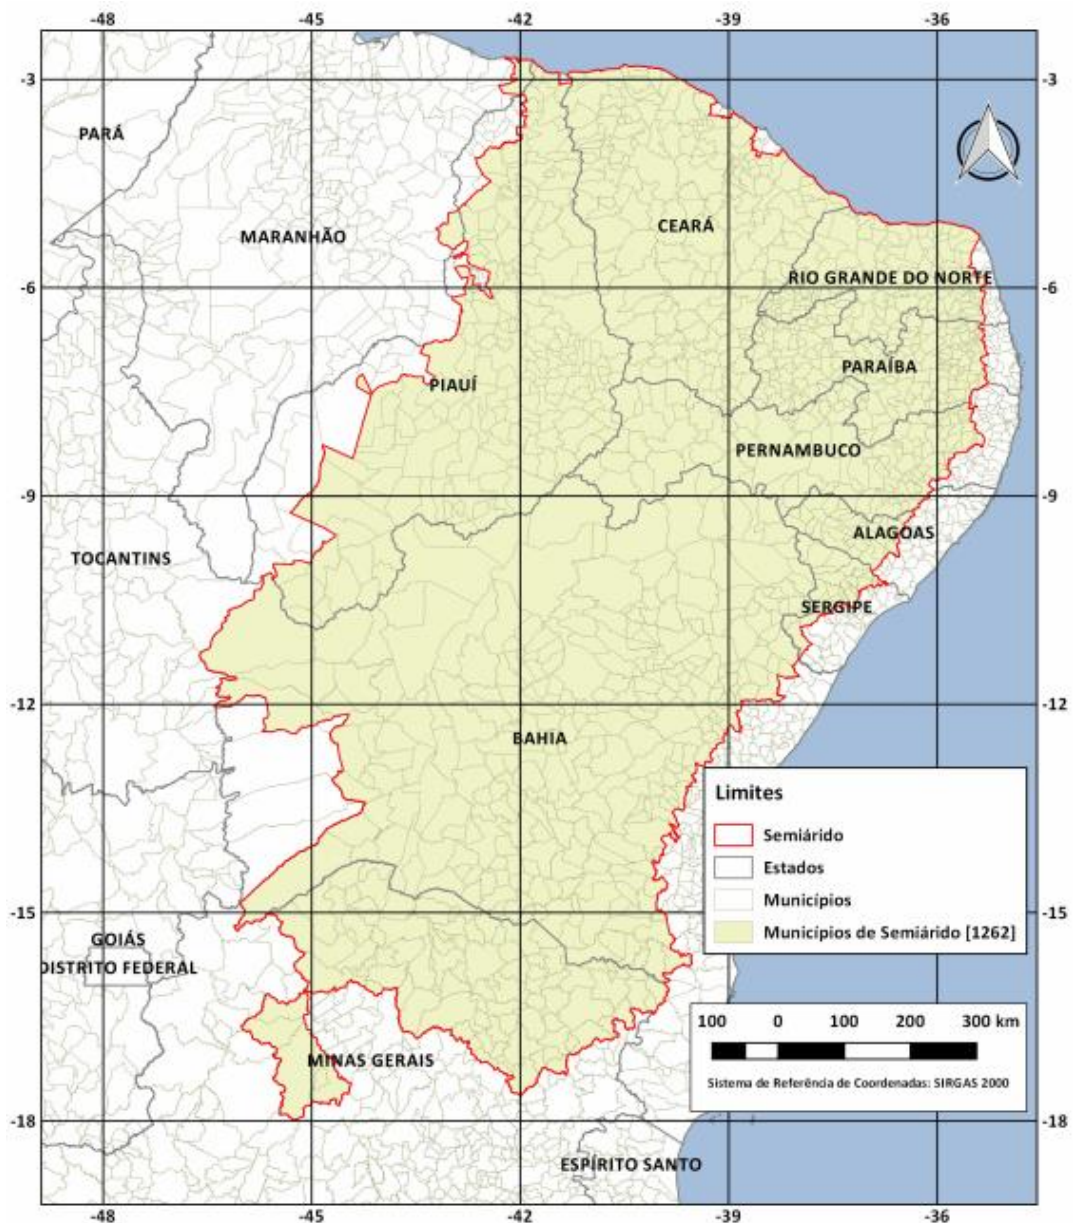 -48 -45 -42 -39 -36
-3 -3
PARÁ
CEARÁ
MARANHÃO
RIO GRANDE DO NORTE
-6 -6
PARAÍBA
PIAUÍ
PERNAMBUCO
-9 -9
ALAGOAS
TOCANTINS
SERGIPE
-12 -12
BAHIA
Limites
Semiárido
Estados
Municípios
-15 -15
Municípios de Semiárido [1262]
GOIÁS
DISTRITO FEDERAL
100 0 100 200 300 km
MINAS GERAIS
Sistema de Referência de Coordenadas: SIRGAS 2000
-18 -18
ESPÍRITO SANTO
-48 -45 -42 -39 -36